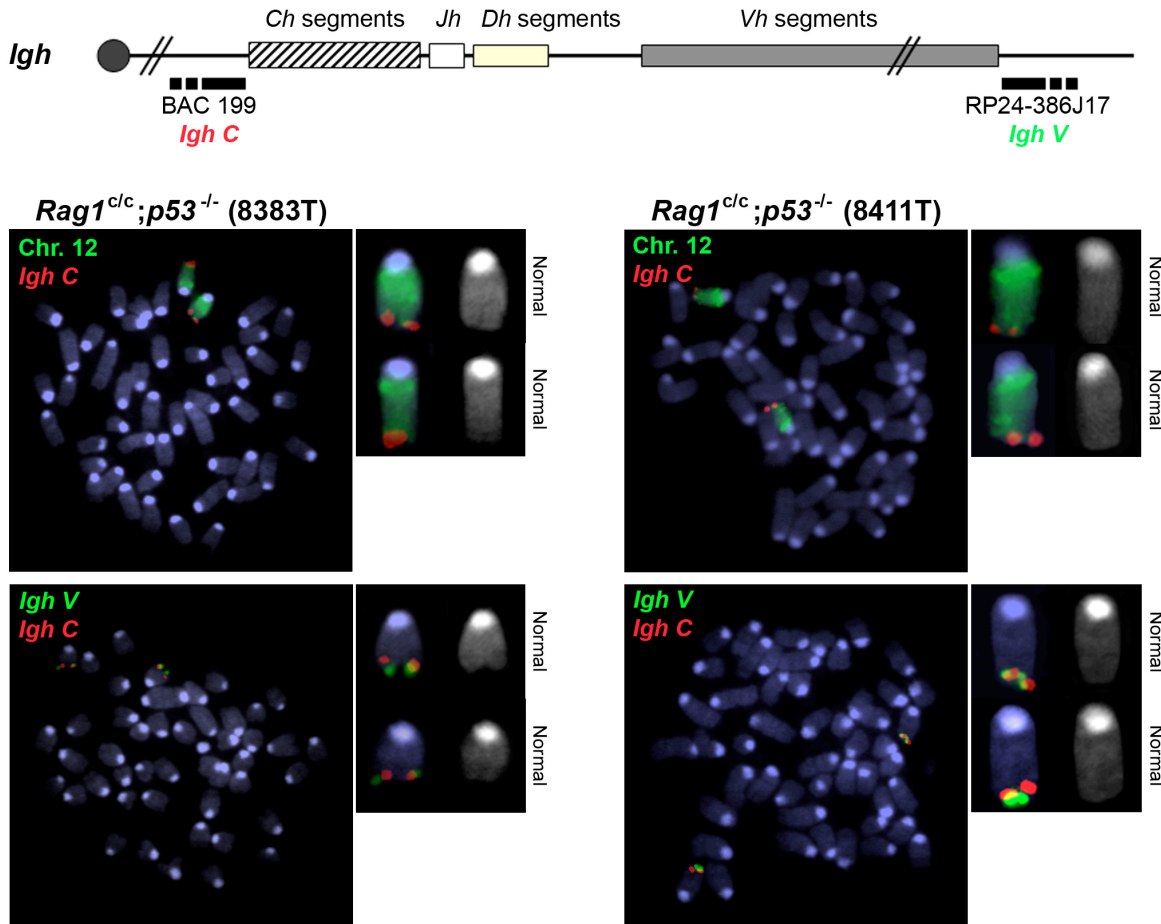 Ch segments Jh Dh segments Vh segments
Igh
BAC 199 RP24-386J17
Igh C Igh V
Rag1c/c;p53-/- (8383T) Rag1c/c;p53-/- (8411T)
Chr. 12
Igh C
Normal
Normal
Chr. 12
Igh C
Normal
Normal
Igh V
Igh C
Normal
Normal
Igh V
Igh C
Normal
Normal